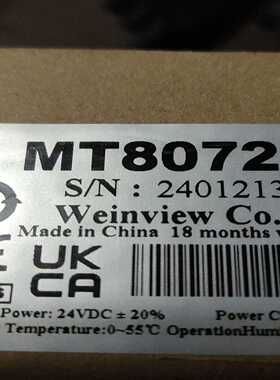 MT8072
S/N : 2401213
Weinview Co.
Made in China 18 months
UK
CA
Power: 24VDC ± 20% Power C
Temperature:0~55℃ OperationHum